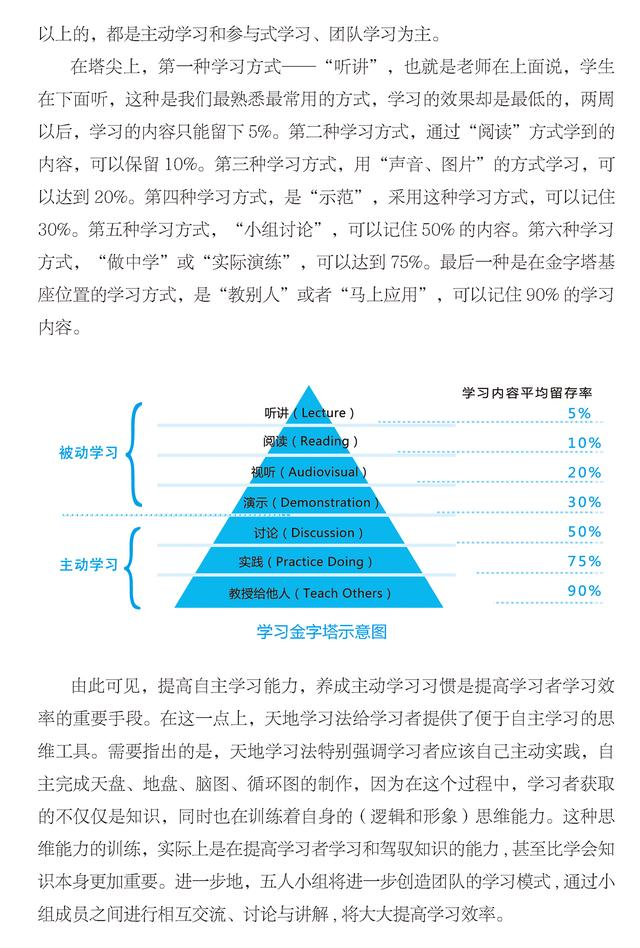 以上的，都是主动学习和参与式学习、团队学习为主。
在塔尖上，第一种学习方式——“听讲”，也就是老师在上面说，学生
在下面听，这种是我们最熟悉最常用的方式，学习的效果却是最低的，两周
以后，学习的内容只能留下 5%。第二种学习方式，通过“阅读”方式学到的
内容，可以保留 10%。第三种学习方式，用“声音、图片”的方式学习，可
以达到 20%。第四种学习方式，是“示范”，采用这种学习方式，可以记住
30%。第五种学习方式，“小组讨论”，可以记住 50% 的内容。第六种学习
方式，“做中学”或“实际演练”，可以达到 75%。最后一种是在金字塔基
座位置的学习方式，是“教别人”或者“马上应用”，可以记住 90% 的学习
内容。
学习内容平均留存率
听讲（Lecture） 5%
阅读（Reading） 10%
被动学习
视听（Audiovisual） 20%
演示（Demonstration） 30%
讨论（Discussion） 50%
主动学习
实践（Practice Doing） 75%
教授给他人（Teach Others） 90%
学习金字塔示意图
由此可见，提高自主学习能力，养成主动学习习惯是提高学习者学习效
率的重要手段。在这一点上，天地学习法给学习者提供了便于自主学习的思
维工具。需要指出的是，天地学习法特别强调学习者应该自己主动实践，自
主完成天盘、地盘、脑图、循环图的制作，因为在这个过程中，学习者获取
的不仅仅是知识，同时也在训练着自身的（逻辑和形象）思维能力。这种思
维能力的训练，实际上是在提高学习者学习和驾驭知识的能力，甚至比学会知
识本身更加重要。进一步地，五人小组将进一步创造团队的学习模式，通过小
组成员之间进行相互交流、讨论与讲解，将大大提高学习效率。